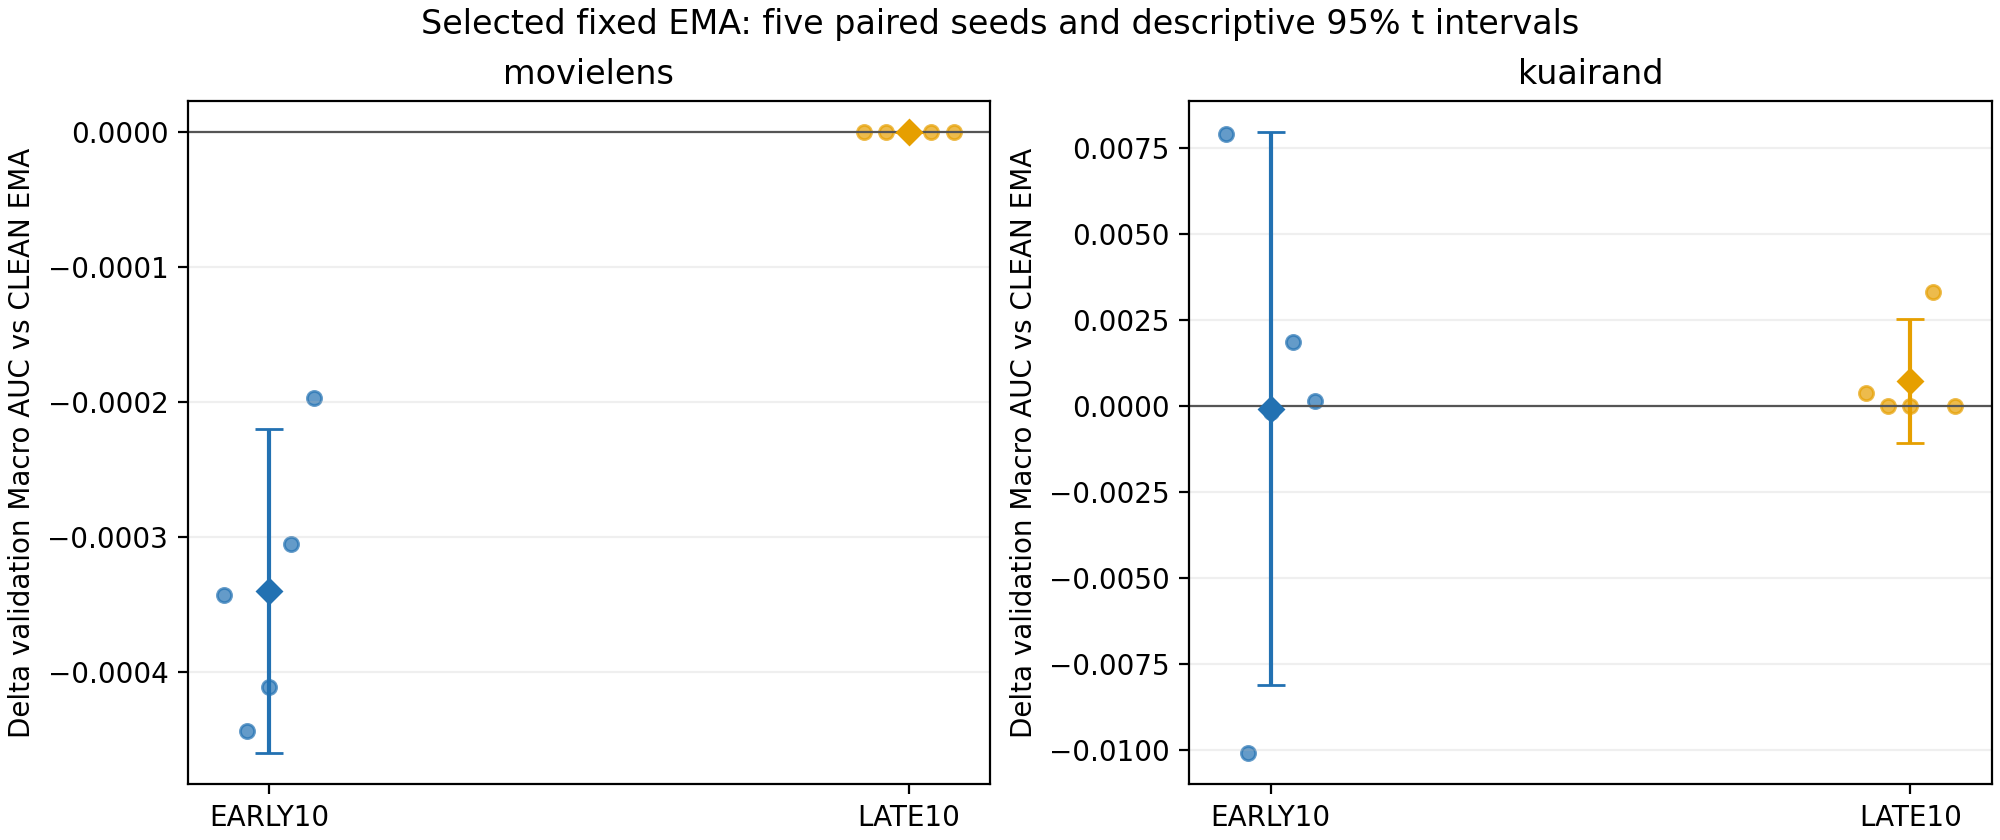 Selected fixed EMA: five paired seeds and descriptive 95% t intervals
movielens
Delta validation Macro AUC vs CLEAN EMA
0.0000
−0.0001
−0.0002
−0.0003
−0.0004
EARLY10
LATE10
kuairand
Delta validation Macro AUC vs CLEAN EMA
0.0075
0.0050
0.0025
0.0000
−0.0025
−0.0050
−0.0075
−0.0100
EARLY10
LATE10